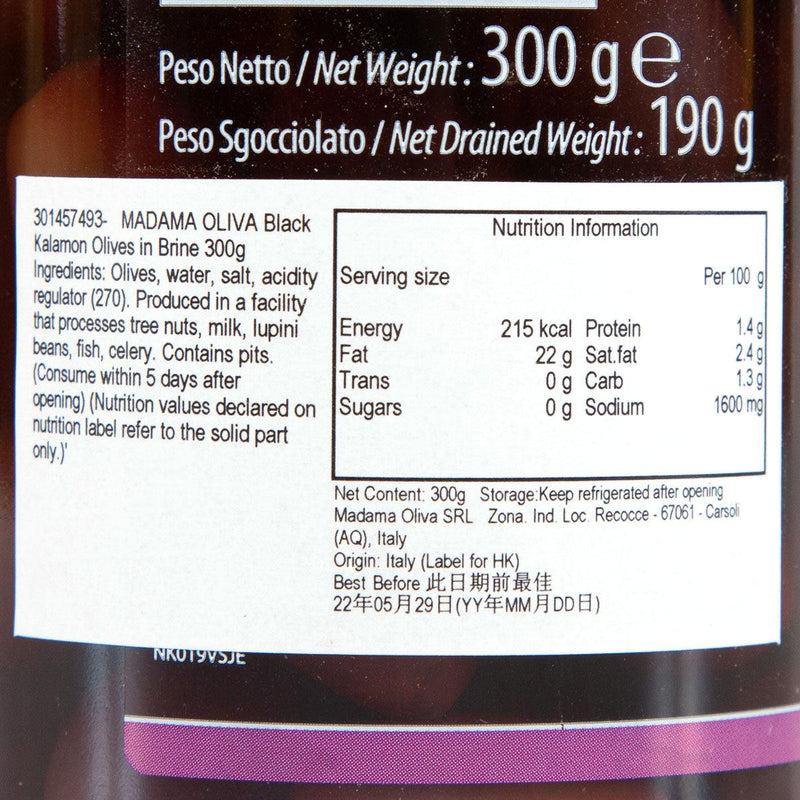 Peso Netto / Net Weight: 300 g ℮
Peso Sgocciolato / Net Drained Weight: 190 g
301457493- MADAMA OLIVA Black
Kalamon Olives in Brine 300g
Ingredients: Olives, water, salt, acidity
regulator (270). Produced in a facility
that processes tree nuts, milk, lupini
beans, fish, celery. Contains pits.
(Consume within 5 days after
opening) (Nutrition values declared on
nutrition label refer to the solid part
only.)'
Nutrition Information
Serving size Per 100 g
Energy 215 kcal Protein 1.4 g
Fat 22 g Sat.fat 2.4 g
Trans 0 g Carb 1.3 g
Sugars 0 g Sodium 1600 mg
Net Content: 300g Storage:Keep refrigerated after opening
Madama Oliva SRL Zona. Ind. Loc. Recocce - 67061 - Carsoli
(AQ), Italy
Origin: Italy (Label for HK)
Best Before 此日期前最佳
22年05月29日(YY年MM月DD日)
NK019VSJE